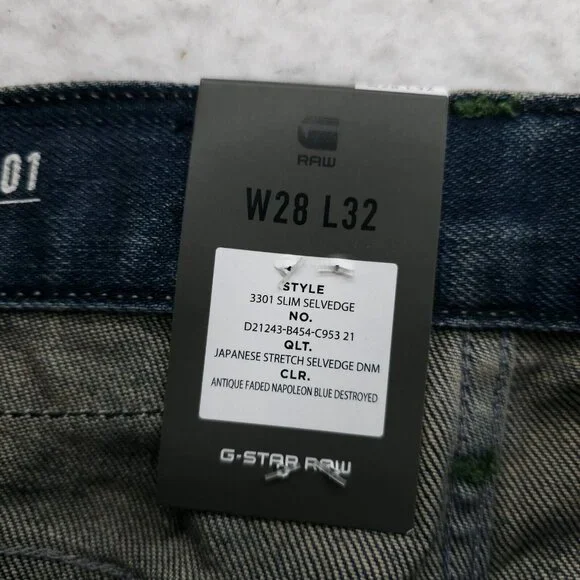 01
RAW
W28 L32
STYLE
3301 SLIM SELVEDGE
NO.
D21243-B454-C953 21
QLT.
JAPANESE STRETCH SELVEDGE DNM
CLR.
ANTIQUE FADED NAPOLEON BLUE DESTROYED
G-STAR RAW